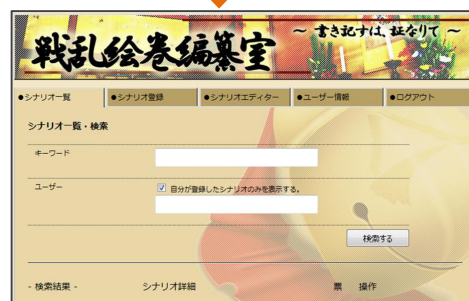 ～ 書き記すは、証なりて ～
戦乱絵巻編纂室
●シナリオ一覧 ●シナリオ登録 ●シナリオエディター ●ユーザー情報 ●ログアウト
シナリオ一覧・検索
キーワード
ユーザー
自分が登録したシナリオのみを表示する。
検索する
- 検索結果 - シナリオ詳細 票 操作